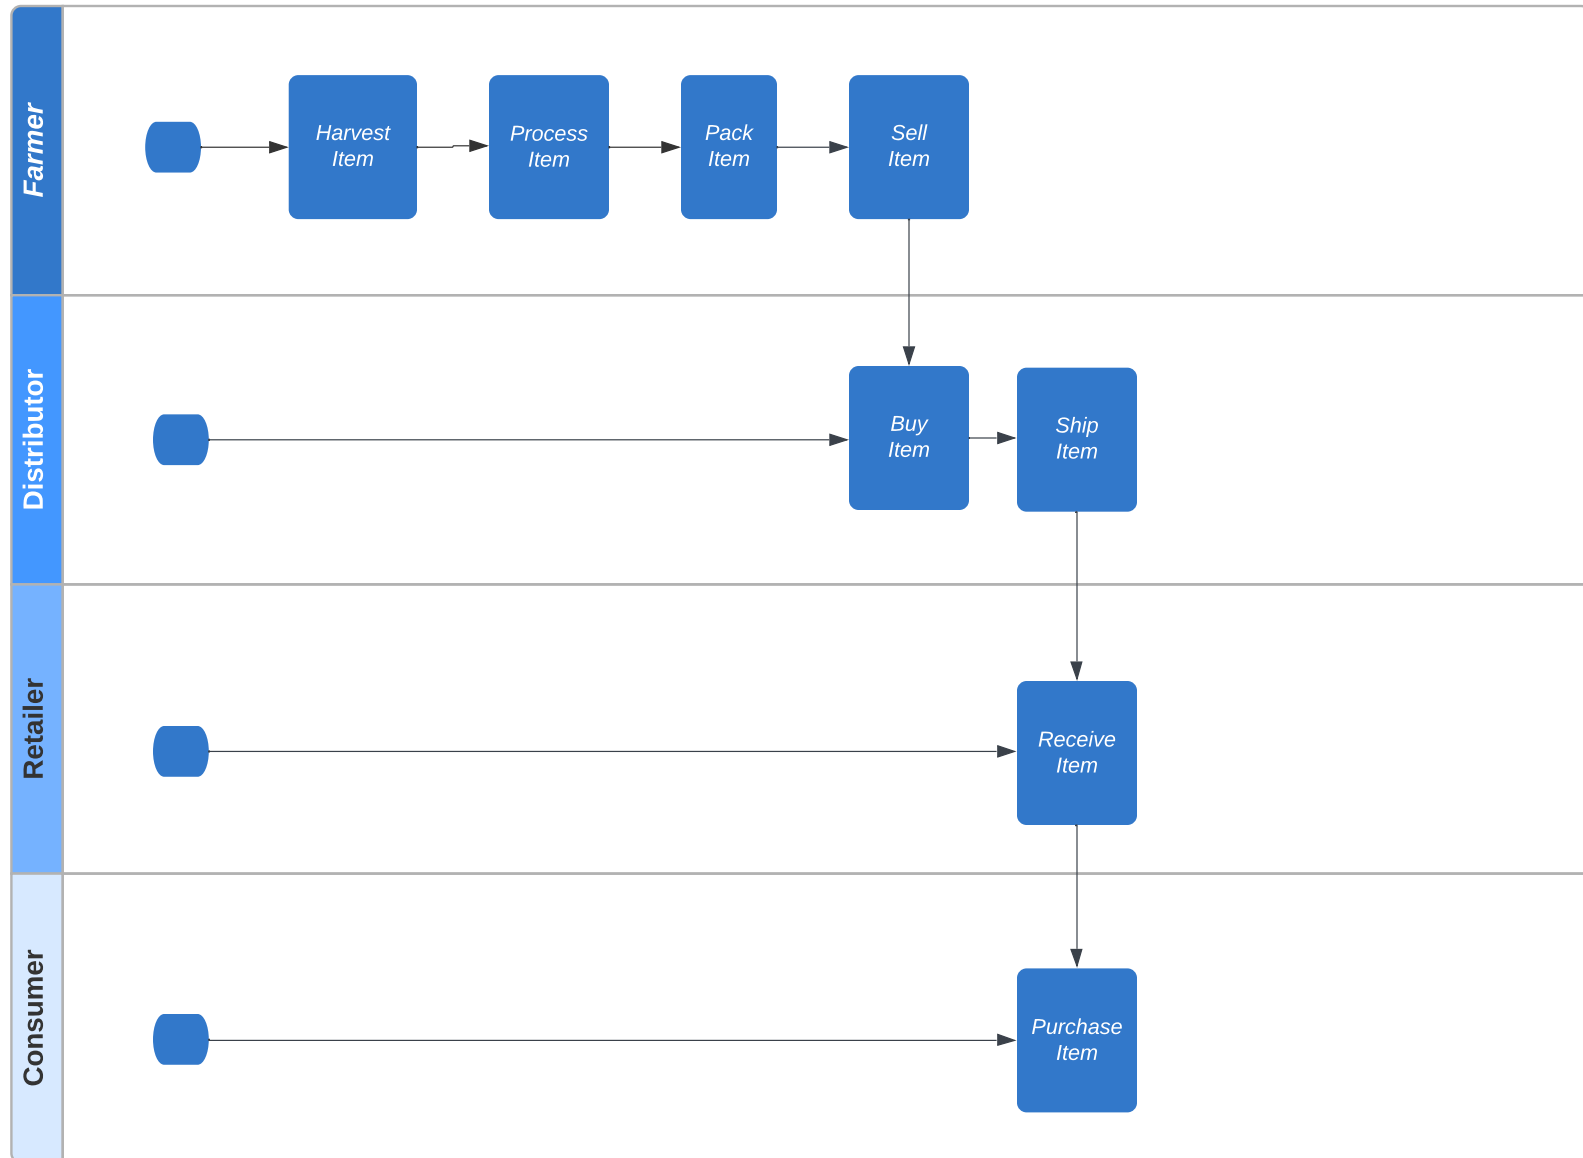 Farmer
Harvest
Item
Process
Item
Pack
Item
Sell
Item
Distributor
Buy
Item
Ship
Item
Retailer
Receive
Item
Consumer
Purchase
Item